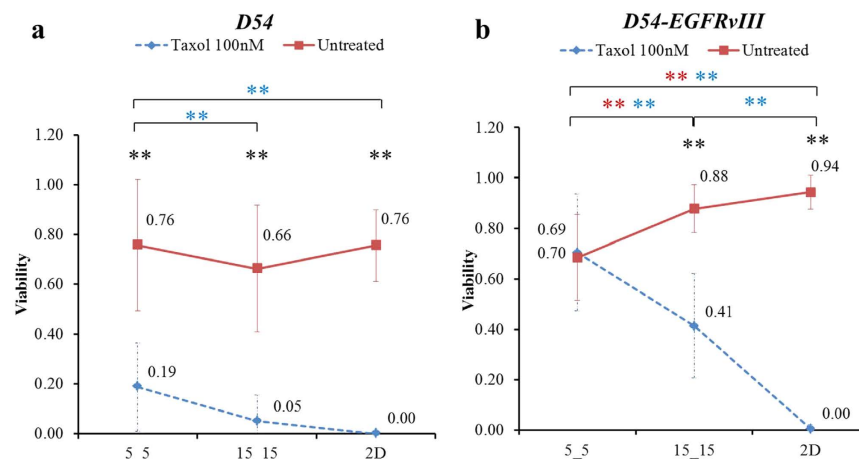 a
D54
Taxol 100nM
Untreated
**
**
** ** **
1.20
1.00
0.80
0.60
0.40
0.20
0.00
Viability
0.76
0.66
0.76
0.19
0.05
0.00
5_5
15_15
2D
b
D54-EGFRvIII
Taxol 100nM
Untreated
** **
** ** **
** **
1.20
1.00
0.80
0.60
0.40
0.20
0.00
Viability
0.69
0.70
0.88
0.94
0.41
0.00
5_5
15_15
2D